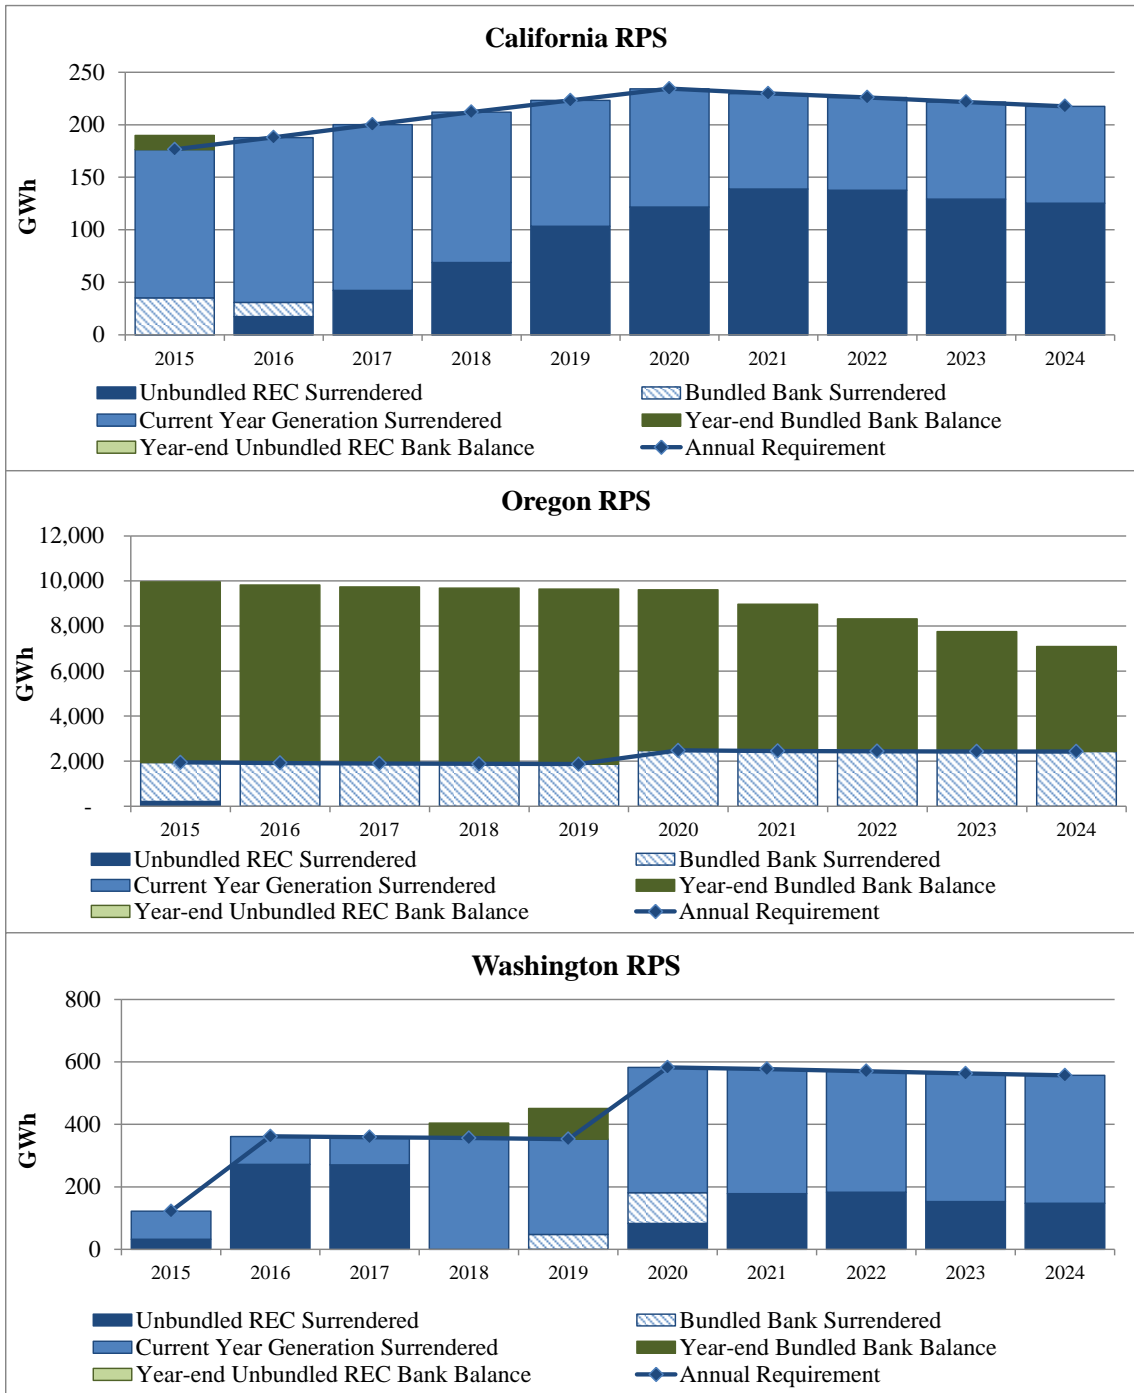 California RPS
250
200
150
100
50
0
GWh
2015 2016 2017 2018 2019 2020 2021 2022 2023 2024
Unbundled REC Surrendered Bundled Bank Surrendered
Current Year Generation Surrendered Year-end Bundled Bank Balance
Year-end Unbundled REC Bank Balance Annual Requirement
Oregon RPS
12,000
10,000
8,000
6,000
4,000
2,000
-
GWh
2015 2016 2017 2018 2019 2020 2021 2022 2023 2024
Unbundled REC Surrendered Bundled Bank Surrendered
Current Year Generation Surrendered Year-end Bundled Bank Balance
Year-end Unbundled REC Bank Balance Annual Requirement
Washington RPS
800
600
400
200
0
GWh
2015 2016 2017 2018 2019 2020 2021 2022 2023 2024
Unbundled REC Surrendered Bundled Bank Surrendered
Current Year Generation Surrendered Year-end Bundled Bank Balance
Year-end Unbundled REC Bank Balance Annual Requirement